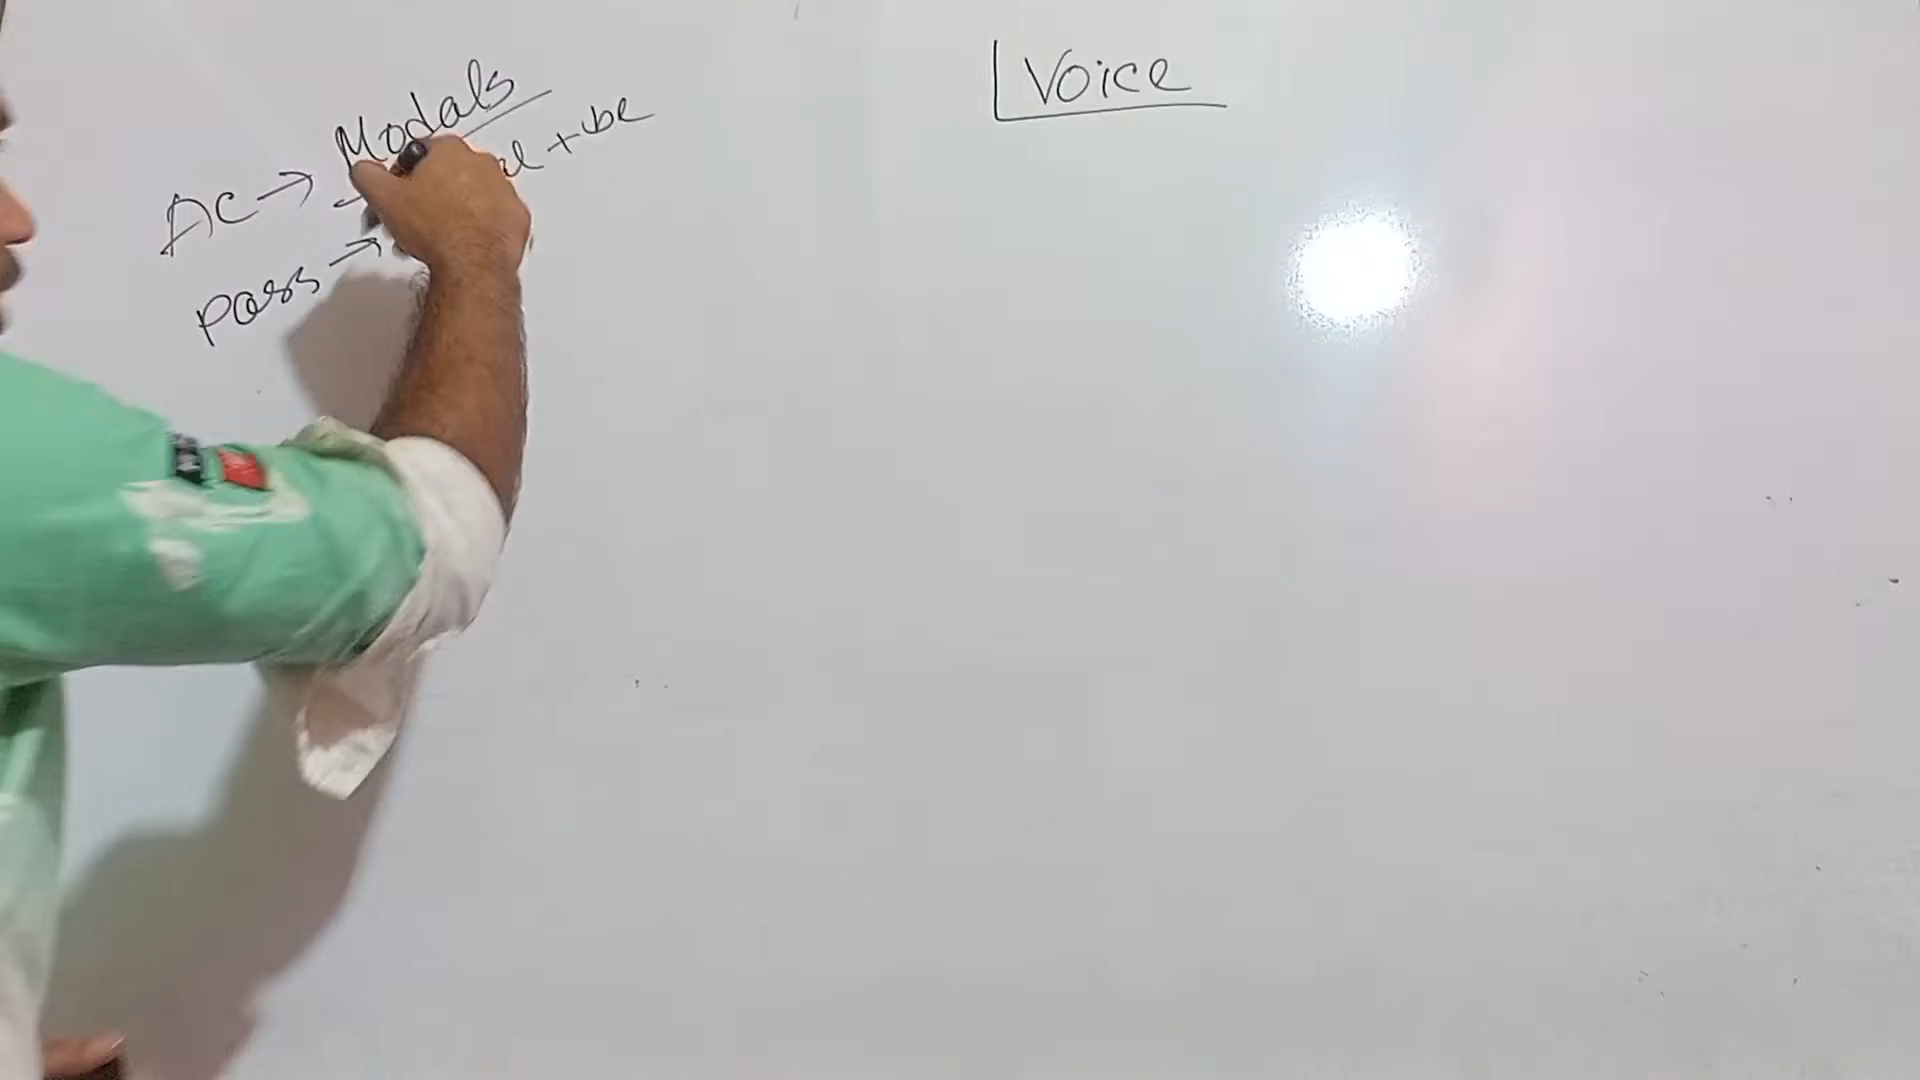 Voice
Modals
AC →
+ be
Pass →